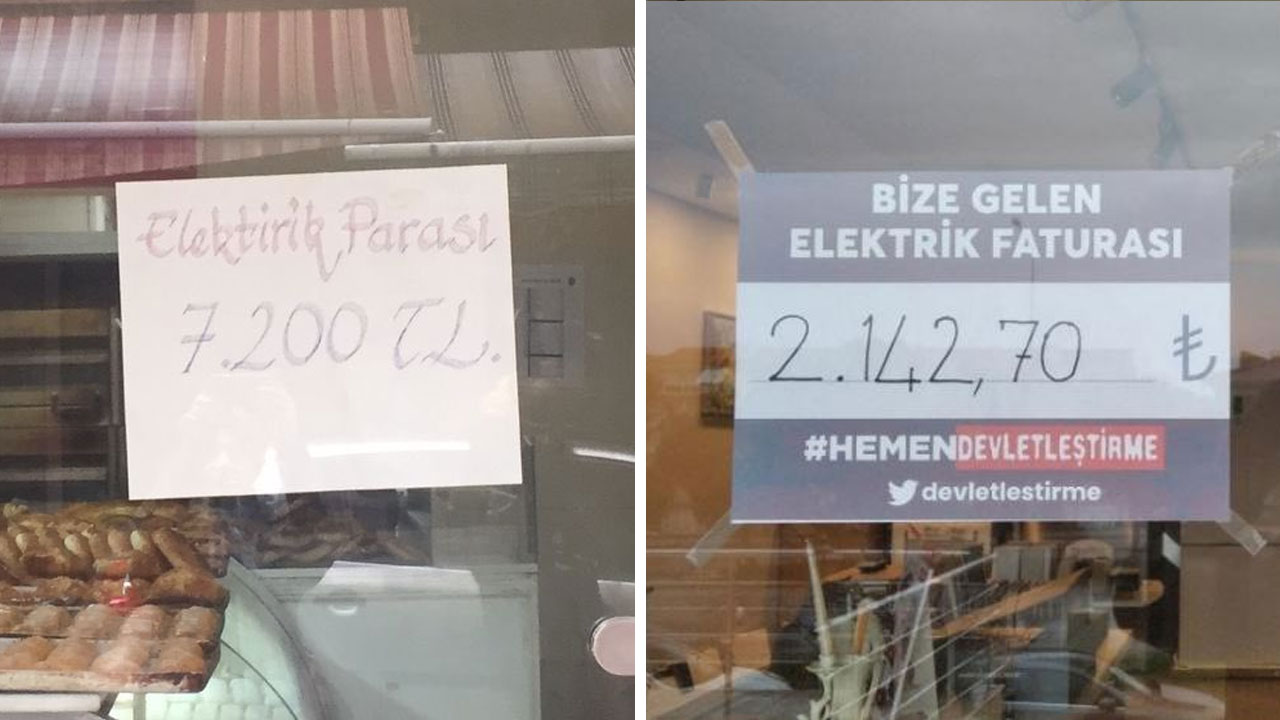 Elektirik Parası
7.200 TL.
BİZE GELEN
ELEKTRİK FATURASI
2.142,70 ₺
#HEMENDEVLETLEŞTİRME
devletlestirme